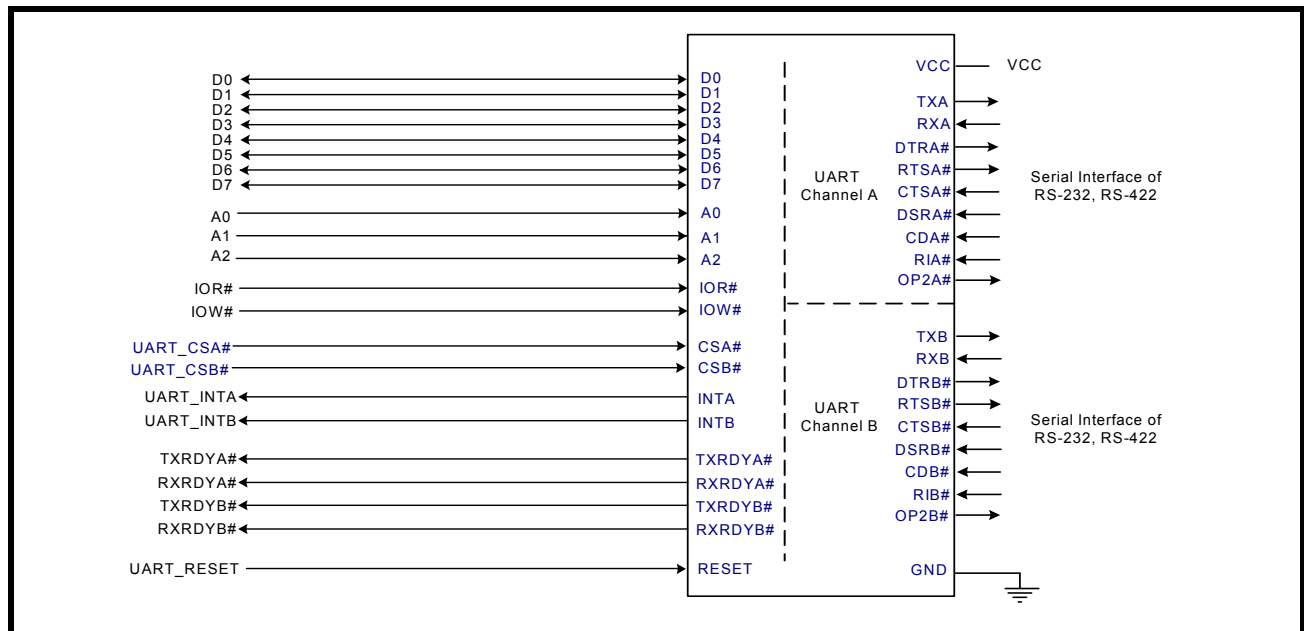 D0
D1
D2
D3
D4
D5
D6
D7
A0
A1
A2
IOR#
IOW#
UART_CSA#
UART_CSB#
UART_INTA
UART_INTB
TXRDYA#
RXRDYA#
TXRDYB#
RXRDYB#
UART_RESET
D0
D1
D2
D3
D4
D5
D6
D7
A0
A1
A2
IOR#
IOW#
CSA#
CSB#
INTA
INTB
TXRDYA#
RXRDYA#
TXRDYB#
RXRDYB#
RESET
UART
Channel A
UART
Channel B
VCC
TXA
RXA
DTRA#
RTSA#
CTSA#
DSRA#
CDA#
RIA#
OP2A#
TXB
RXB
DTRB#
RTSB#
CTSB#
DSRB#
CDB#
RIB#
OP2B#
GND
VCC
Serial Interface of
RS-232, RS-422
Serial Interface of
RS-232, RS-422